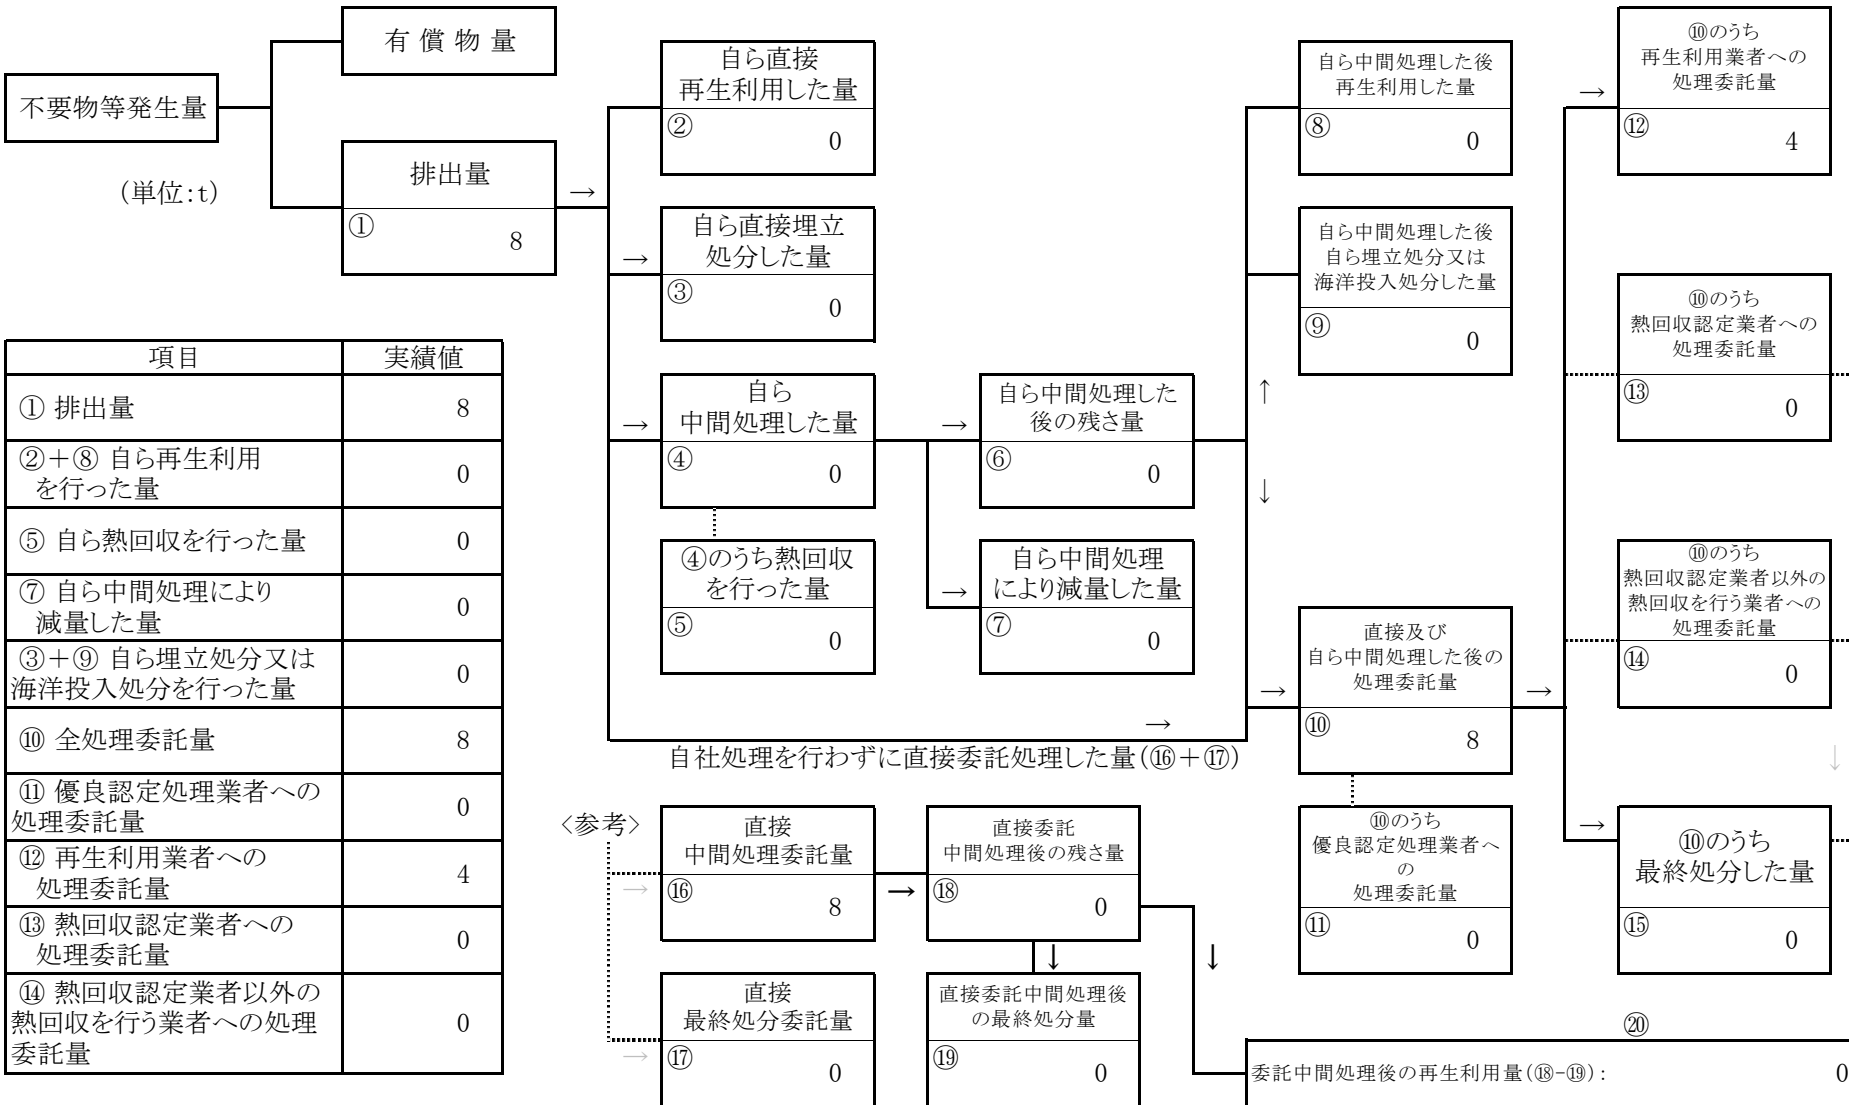 有 償 物 量
不要物等発生量
(単位:t)
排出量
①
8
→
自ら直接
再生利用した量
②
0
→
自ら直接埋立
処分した量
③
0
→
自ら
中間処理した量
④
0
④のうち熱回収
を行った量
⑤
0
→
自ら中間処理した
後の残さ量
⑥
0
→
自ら中間処理
により減量した量
⑦
0
↑
↓
自ら中間処理した後
再生利用した量
⑧
0
自ら中間処理した後
自ら埋立処分又は
海洋投入処分した量
⑨
0
→
自社処理を行わずに直接委託処理した量(⑯+⑰)
→
直接及び
自ら中間処理した後の
処理委託量
⑩
8
⑩のうち
優良認定処理業者へ
の
処理委託量
⑪
0
→
→
⑩のうち
再生利用業者への
処理委託量
⑫
4
⑩のうち
熱回収認定業者への
処理委託量
⑬
0
⑩のうち
熱回収認定業者以外の
熱回収を行う業者への
処理委託量
⑭
0
↓
→
⑩のうち
最終処分した量
⑮
0
項目 実績値
① 排出量 8
②+⑧ 自ら再生利用
を行った量 0
⑤ 自ら熱回収を行った量 0
⑦ 自ら中間処理により
減量した量 0
③+⑨ 自ら埋立処分又は
海洋投入処分を行った量 0
⑩ 全処理委託量 8
⑪ 優良認定処理業者への
処理委託量 0
⑫ 再生利用業者への
処理委託量 4
⑬ 熱回収認定業者への
処理委託量 0
⑭ 熱回収認定業者以外の
熱回収を行う業者への処理
委託量 0
<参考>
→
直接
中間処理委託量
⑯
8
→
直接委託
中間処理後の残さ量
⑱
0
↓
↓
→
直接
最終処分委託量
⑰
0
直接委託中間処理後
の最終処分量
⑲
0
⑳
委託中間処理後の再生利用量(⑱-⑲): 0